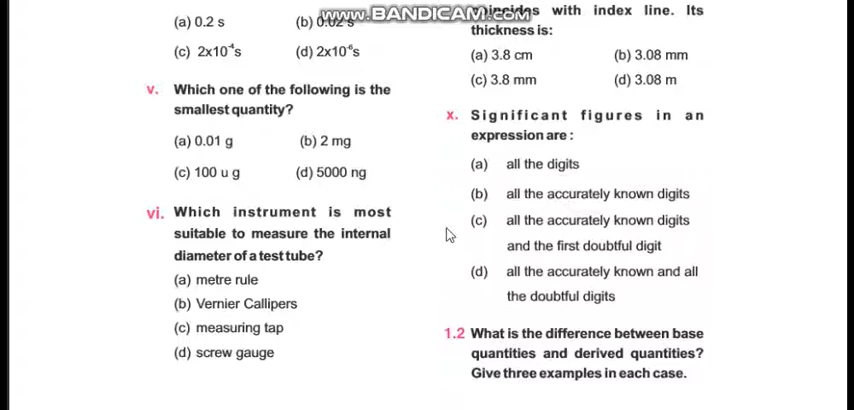 (a) 0.2 s (b) 0.02 s
www.BANDICAM.com
(c) 2x10⁻⁴s (d) 2x10⁻⁶s
v. Which one of the following is the
smallest quantity?
(a) 0.01 g (b) 2 mg
(c) 100 u g (d) 5000 ng
vi. Which instrument is most
suitable to measure the internal
diameter of a test tube?
(a) metre rule
(b) Vernier Callipers
(c) measuring tap
(d) screw gauge
coincides with index line. Its
thickness is:
(a) 3.8 cm (b) 3.08 mm
(c) 3.8 mm (d) 3.08 m
x. Significant figures in an
expression are :
(a) all the digits
(b) all the accurately known digits
(c) all the accurately known digits
and the first doubtful digit
(d) all the accurately known and all
the doubtful digits
1.2 What is the difference between base
quantities and derived quantities?
Give three examples in each case.